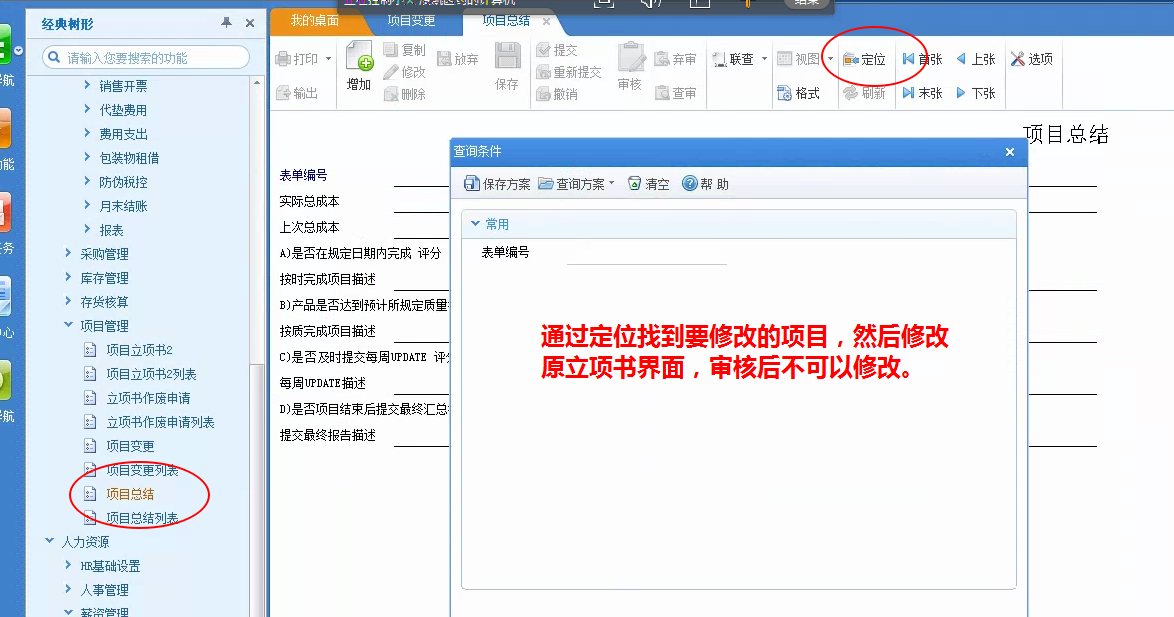 经典树形
请输入您要搜索的功能
销售开票
代垫费用
费用支出
包装物租借
防伪税控
月末结账
报表
采购管理
库存管理
存货核算
项目管理
项目立项书2
项目立项书2列表
立项书作废申请
立项书作废申请列表
项目变更
项目变更列表
项目总结
项目总结列表
人力资源
HR基础设置
人事管理
薪资管理
我的桌面 项目变更 项目总结
结束
打印 输出
增加 复制 修改 删除 放弃 保存
提交 重新提交 撤销
审核 弃审 查审
联查
视图 格式
定位 刷新
首张 上张 末张 下张
选项
项目总结
表单编号
实际总成本
上次总成本
A)是否在规定日期内完成 评分
按时完成项目描述
B)产品是否达到预计所规定质量
按质完成项目描述
C)是否及时提交每周UPDATE 评分
每周UPDATE描述
D)是否项目结束后提交最终汇总
提交最终报告描述
查询条件
保存方案 查询方案 清空 帮 助
常用
表单编号
通过定位找到要修改的项目，然后修改
原立项书界面，审核后不可以修改。